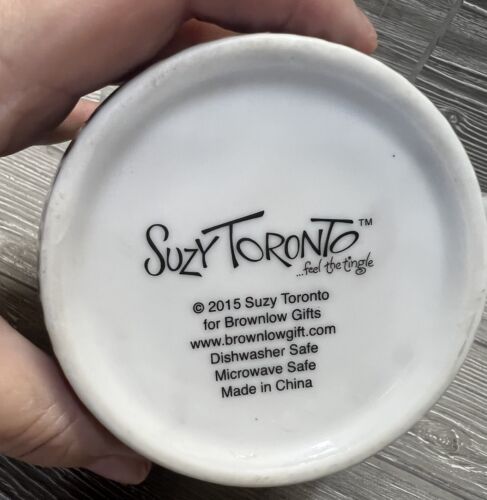 SUZY TORONTO™
...feel the tingle
© 2015 Suzy Toronto
for Brownlow Gifts
www.brownlowgift.com
Dishwasher Safe
Microwave Safe
Made in China